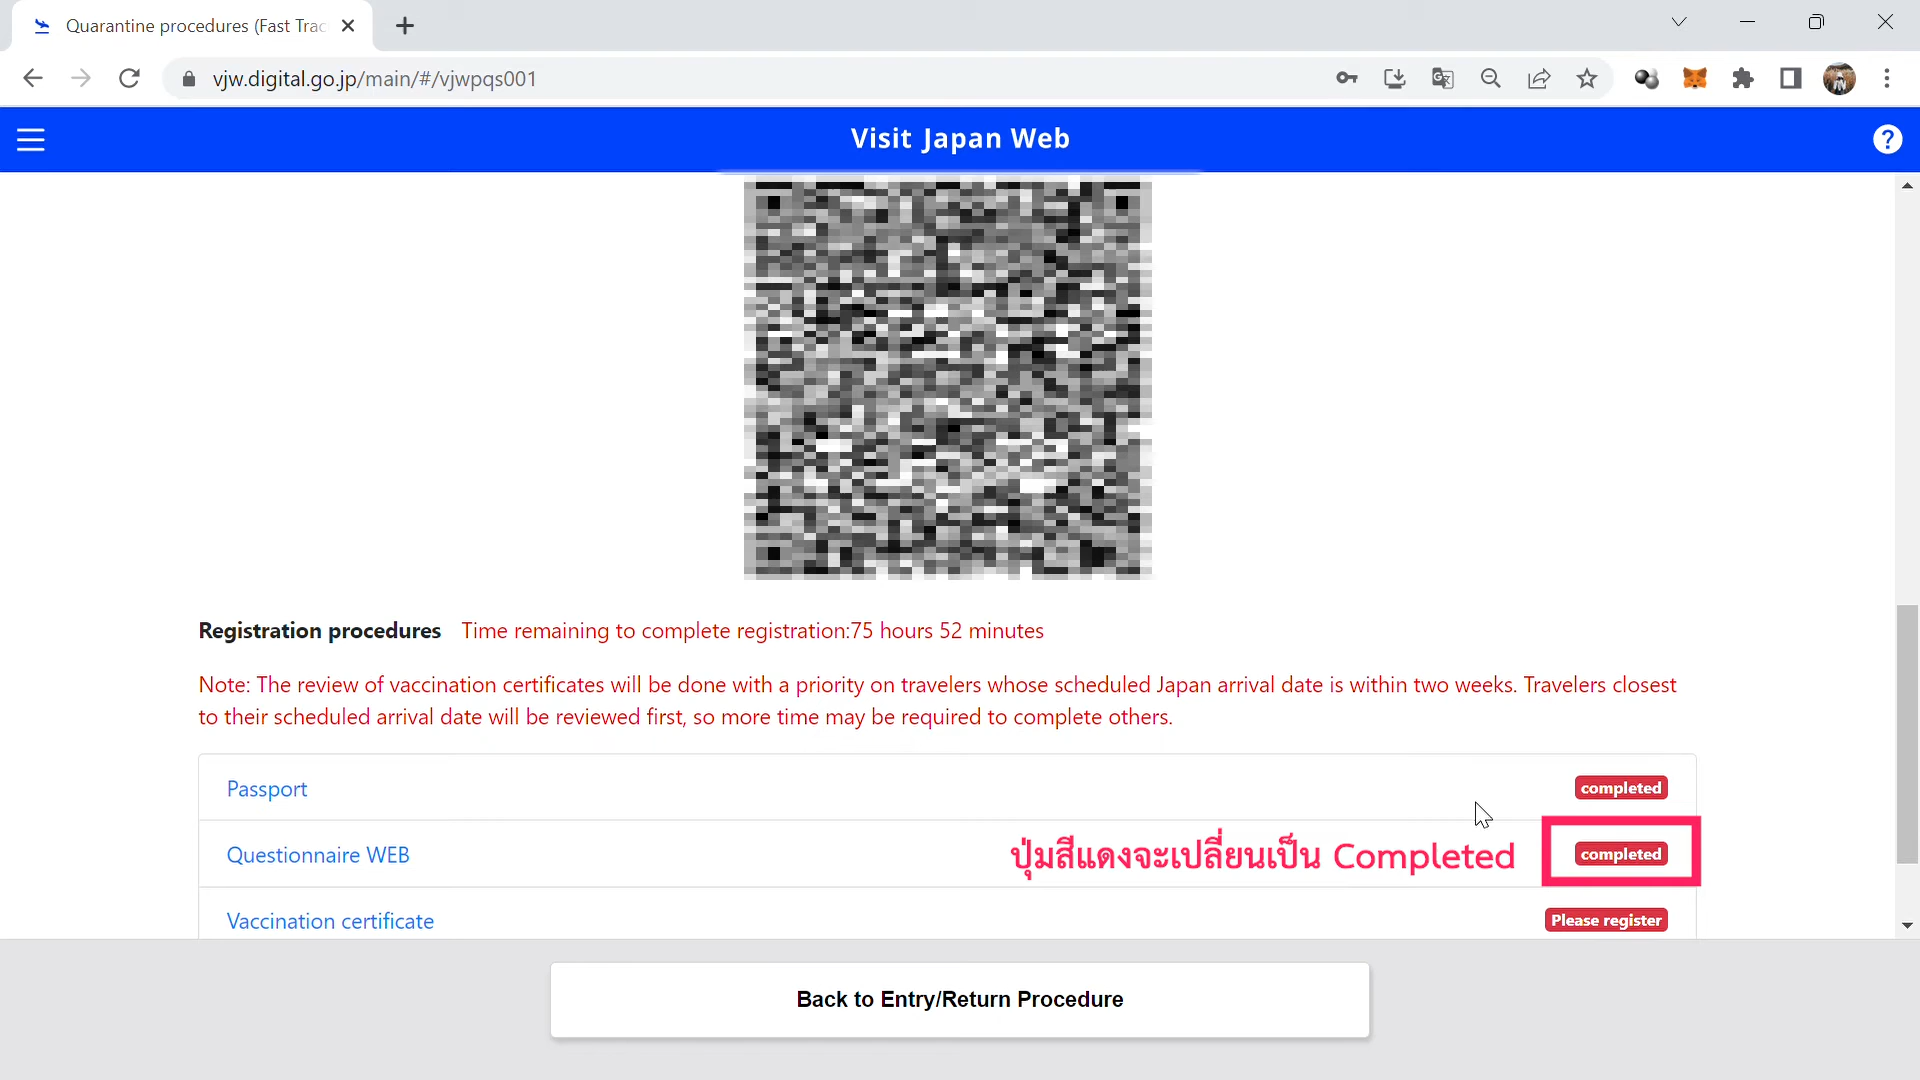 Quarantine procedures (Fast Trac
vjw.digital.go.jp/main/#/vjwpqs001
Visit Japan Web
?
Registration procedures Time remaining to complete registration:75 hours 52 minutes
Note: The review of vaccination certificates will be done with a priority on travelers whose scheduled Japan arrival date is within two weeks. Travelers closest
to their scheduled arrival date will be reviewed first, so more time may be required to complete others.
Passport completed
Questionnaire WEB ปุ่มสีแดงจะเปลี่ยนเป็น Completed completed
Vaccination certificate Please register
Back to Entry/Return Procedure